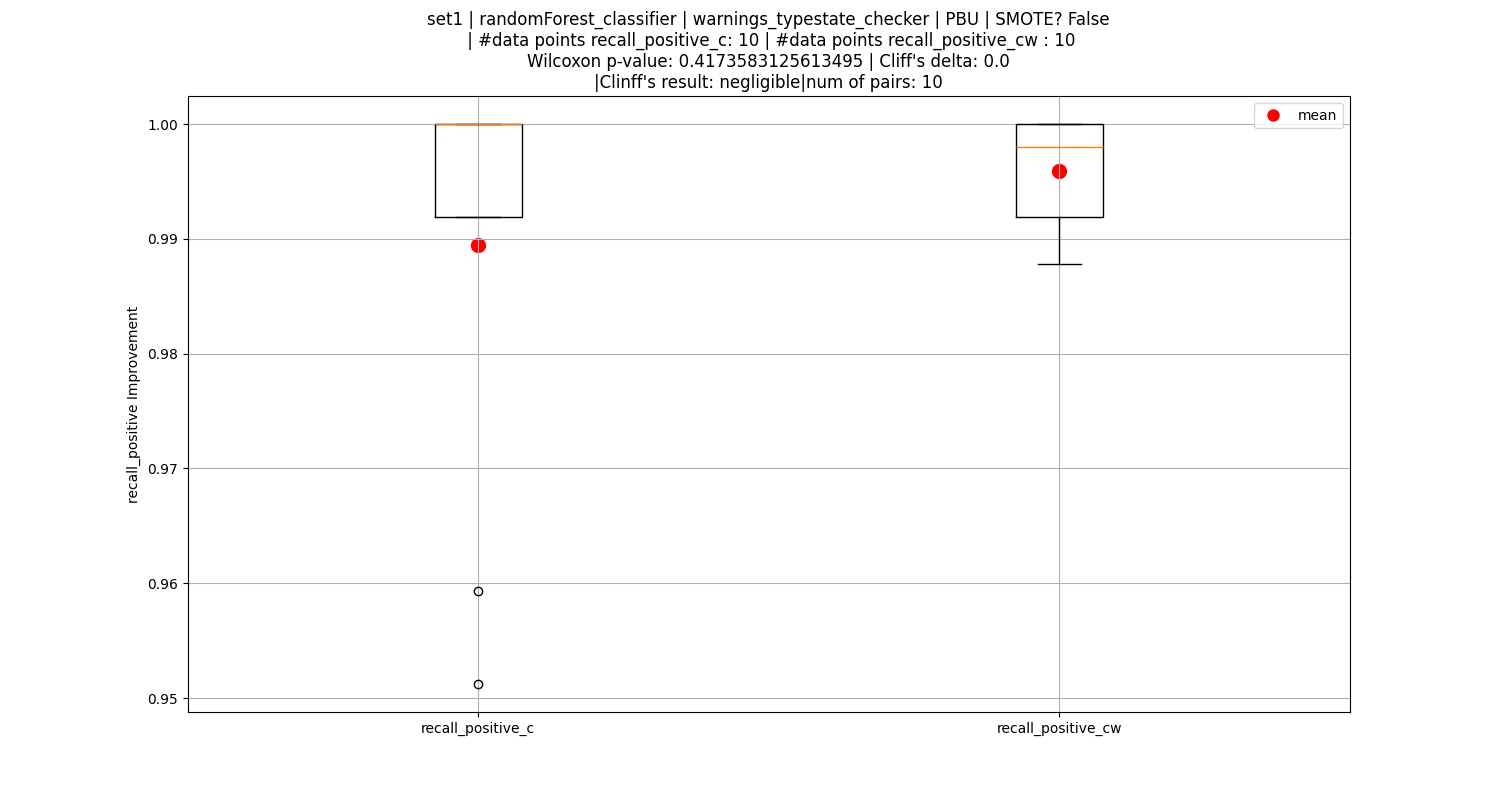 set1 | randomForest_classifier | warnings_typestate_checker | PBU | SMOTE? False
| #data points recall_positive_c: 10 | #data points recall_positive_cw : 10
Wilcoxon p-value: 0.4173583125613495 | Cliff's delta: 0.0
|Clinff's result: negligible|num of pairs: 10
mean
1.00
0.99
0.98
0.97
0.96
0.95
recall_positive Improvement
recall_positive_c
recall_positive_cw